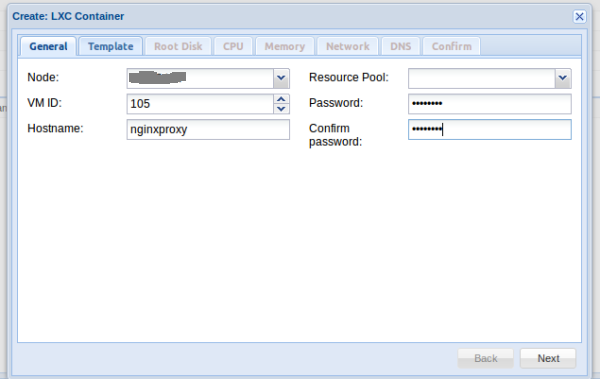 Create: LXC Container
General Template Root Disk CPU Memory Network DNS Confirm
Node: Resource Pool:
VM ID: 105 Password: ••••••••
Hostname: nginxproxy Confirm password: ••••••••
Back Next